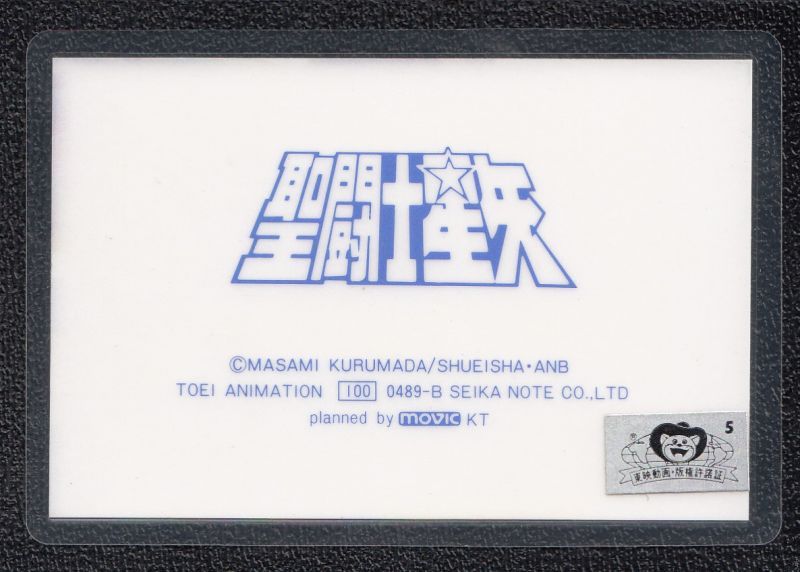 聖闘士星矢
©MASAMI KURUMADA/SHUEISHA・ANB
TOEI ANIMATION 100 0489-B SEIKA NOTE CO.,LTD
planned by movic KT
5
東映動画・版権許諾証